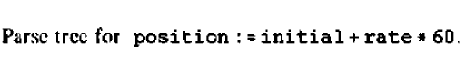 Parse tree for position := initial + rate * 60.